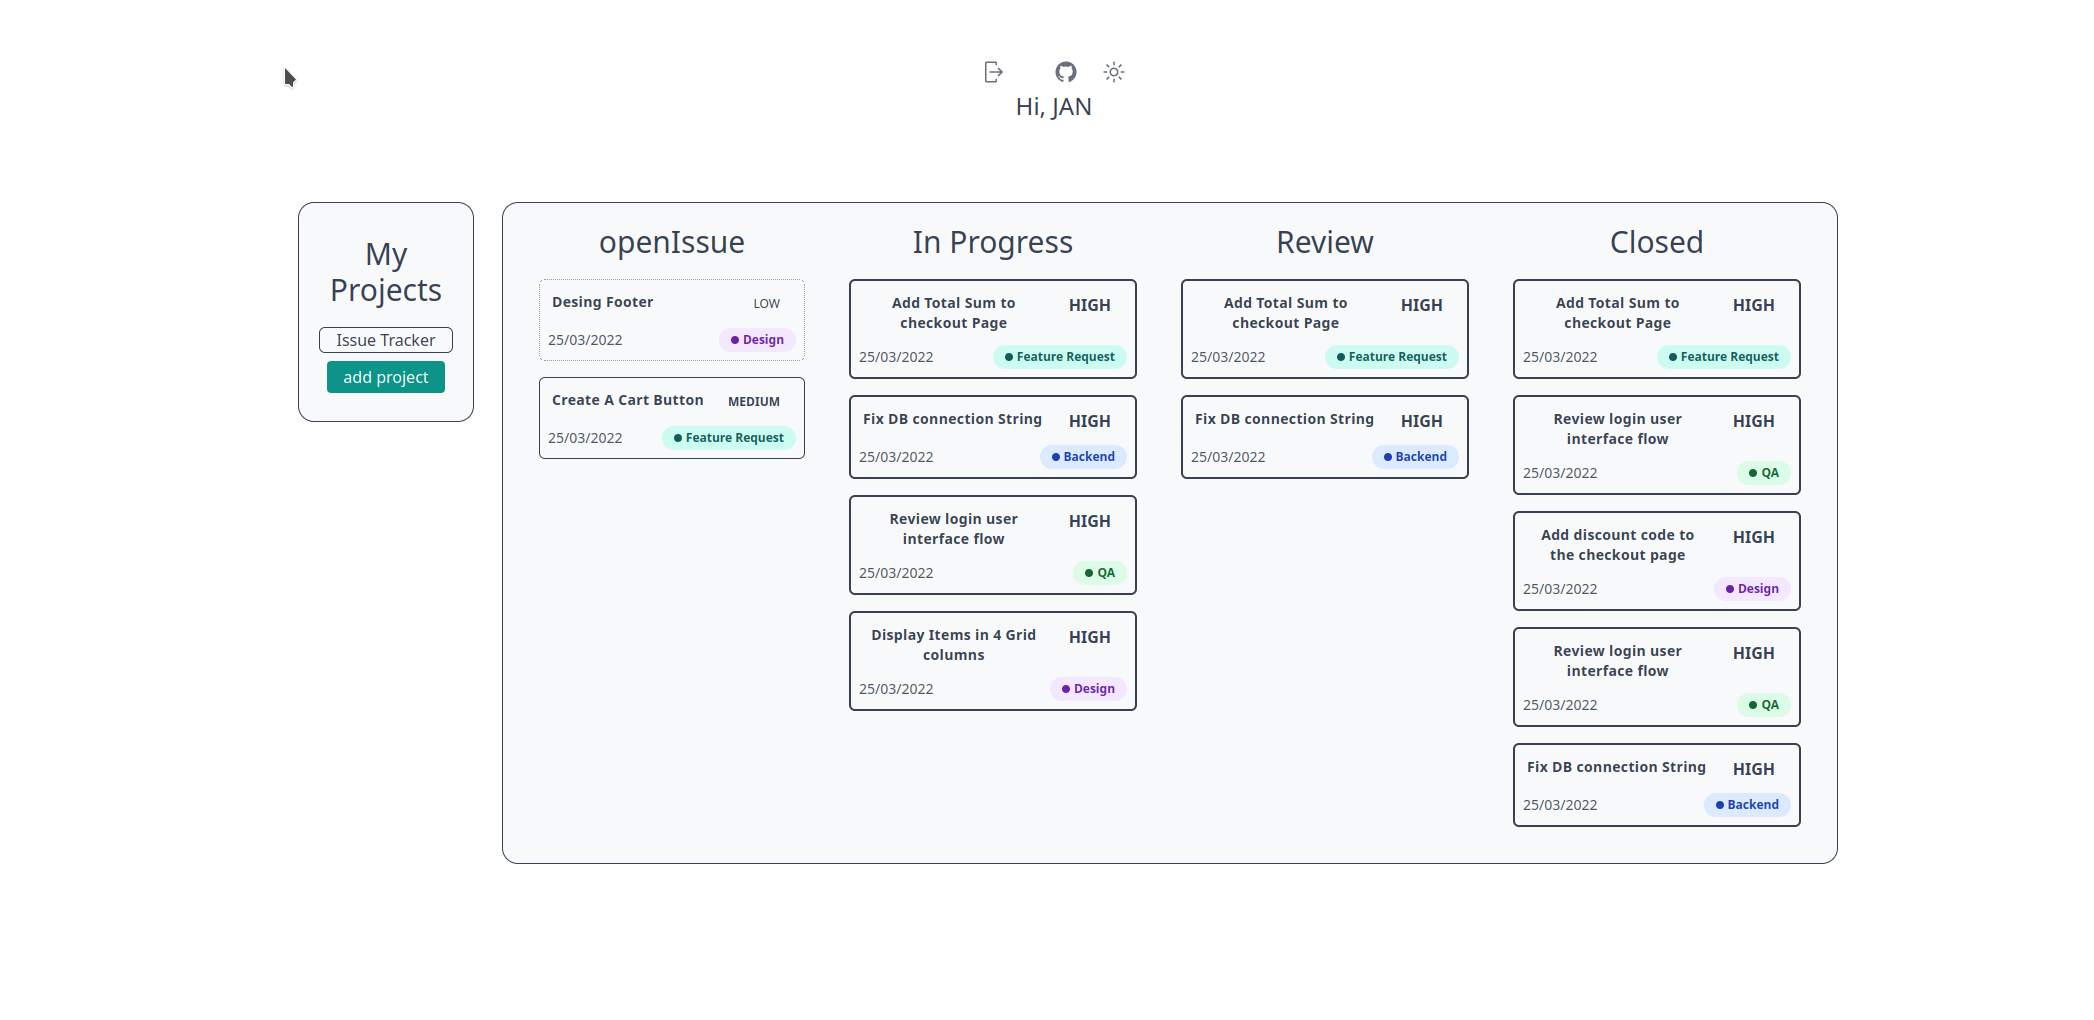 Hi, JAN
My
Projects
Issue Tracker
add project
openIssue
Desing Footer
LOW
25/03/2022
Design
Create A Cart Button
MEDIUM
25/03/2022
Feature Request
In Progress
Add Total Sum to
checkout Page
HIGH
25/03/2022
Feature Request
Fix DB connection String
HIGH
25/03/2022
Backend
Review login user
interface flow
HIGH
25/03/2022
QA
Display Items in 4 Grid
columns
HIGH
25/03/2022
Design
Review
Add Total Sum to
checkout Page
HIGH
25/03/2022
Feature Request
Fix DB connection String
HIGH
25/03/2022
Backend
Closed
Add Total Sum to
checkout Page
HIGH
25/03/2022
Feature Request
Review login user
interface flow
HIGH
25/03/2022
QA
Add discount code to
the checkout page
HIGH
25/03/2022
Design
Review login user
interface flow
HIGH
25/03/2022
QA
Fix DB connection String
HIGH
25/03/2022
Backend